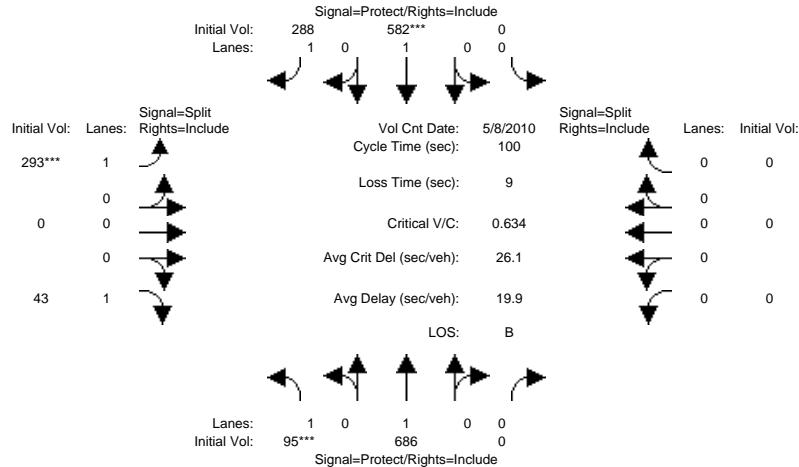 Signal=Protect/Rights=Include
Initial Vol: 288 582*** 0
Lanes: 1 0 1 0 0
Signal=Split
Initial Vol: Lanes: Rights=Include
Vol Cnt Date: 5/8/2010
Signal=Split
Rights=Include Lanes: Initial Vol:
Cycle Time (sec): 100
293*** 1 0 0
Loss Time (sec): 9
0 0
0 0 Critical V/C: 0.634 0 0
0 Avg Crit Del (sec/veh): 26.1 0
43 1 Avg Delay (sec/veh): 19.9 0 0
LOS: B
Lanes: 1 0 1 0 0
Initial Vol: 95*** 686 0
Signal=Protect/Rights=Include